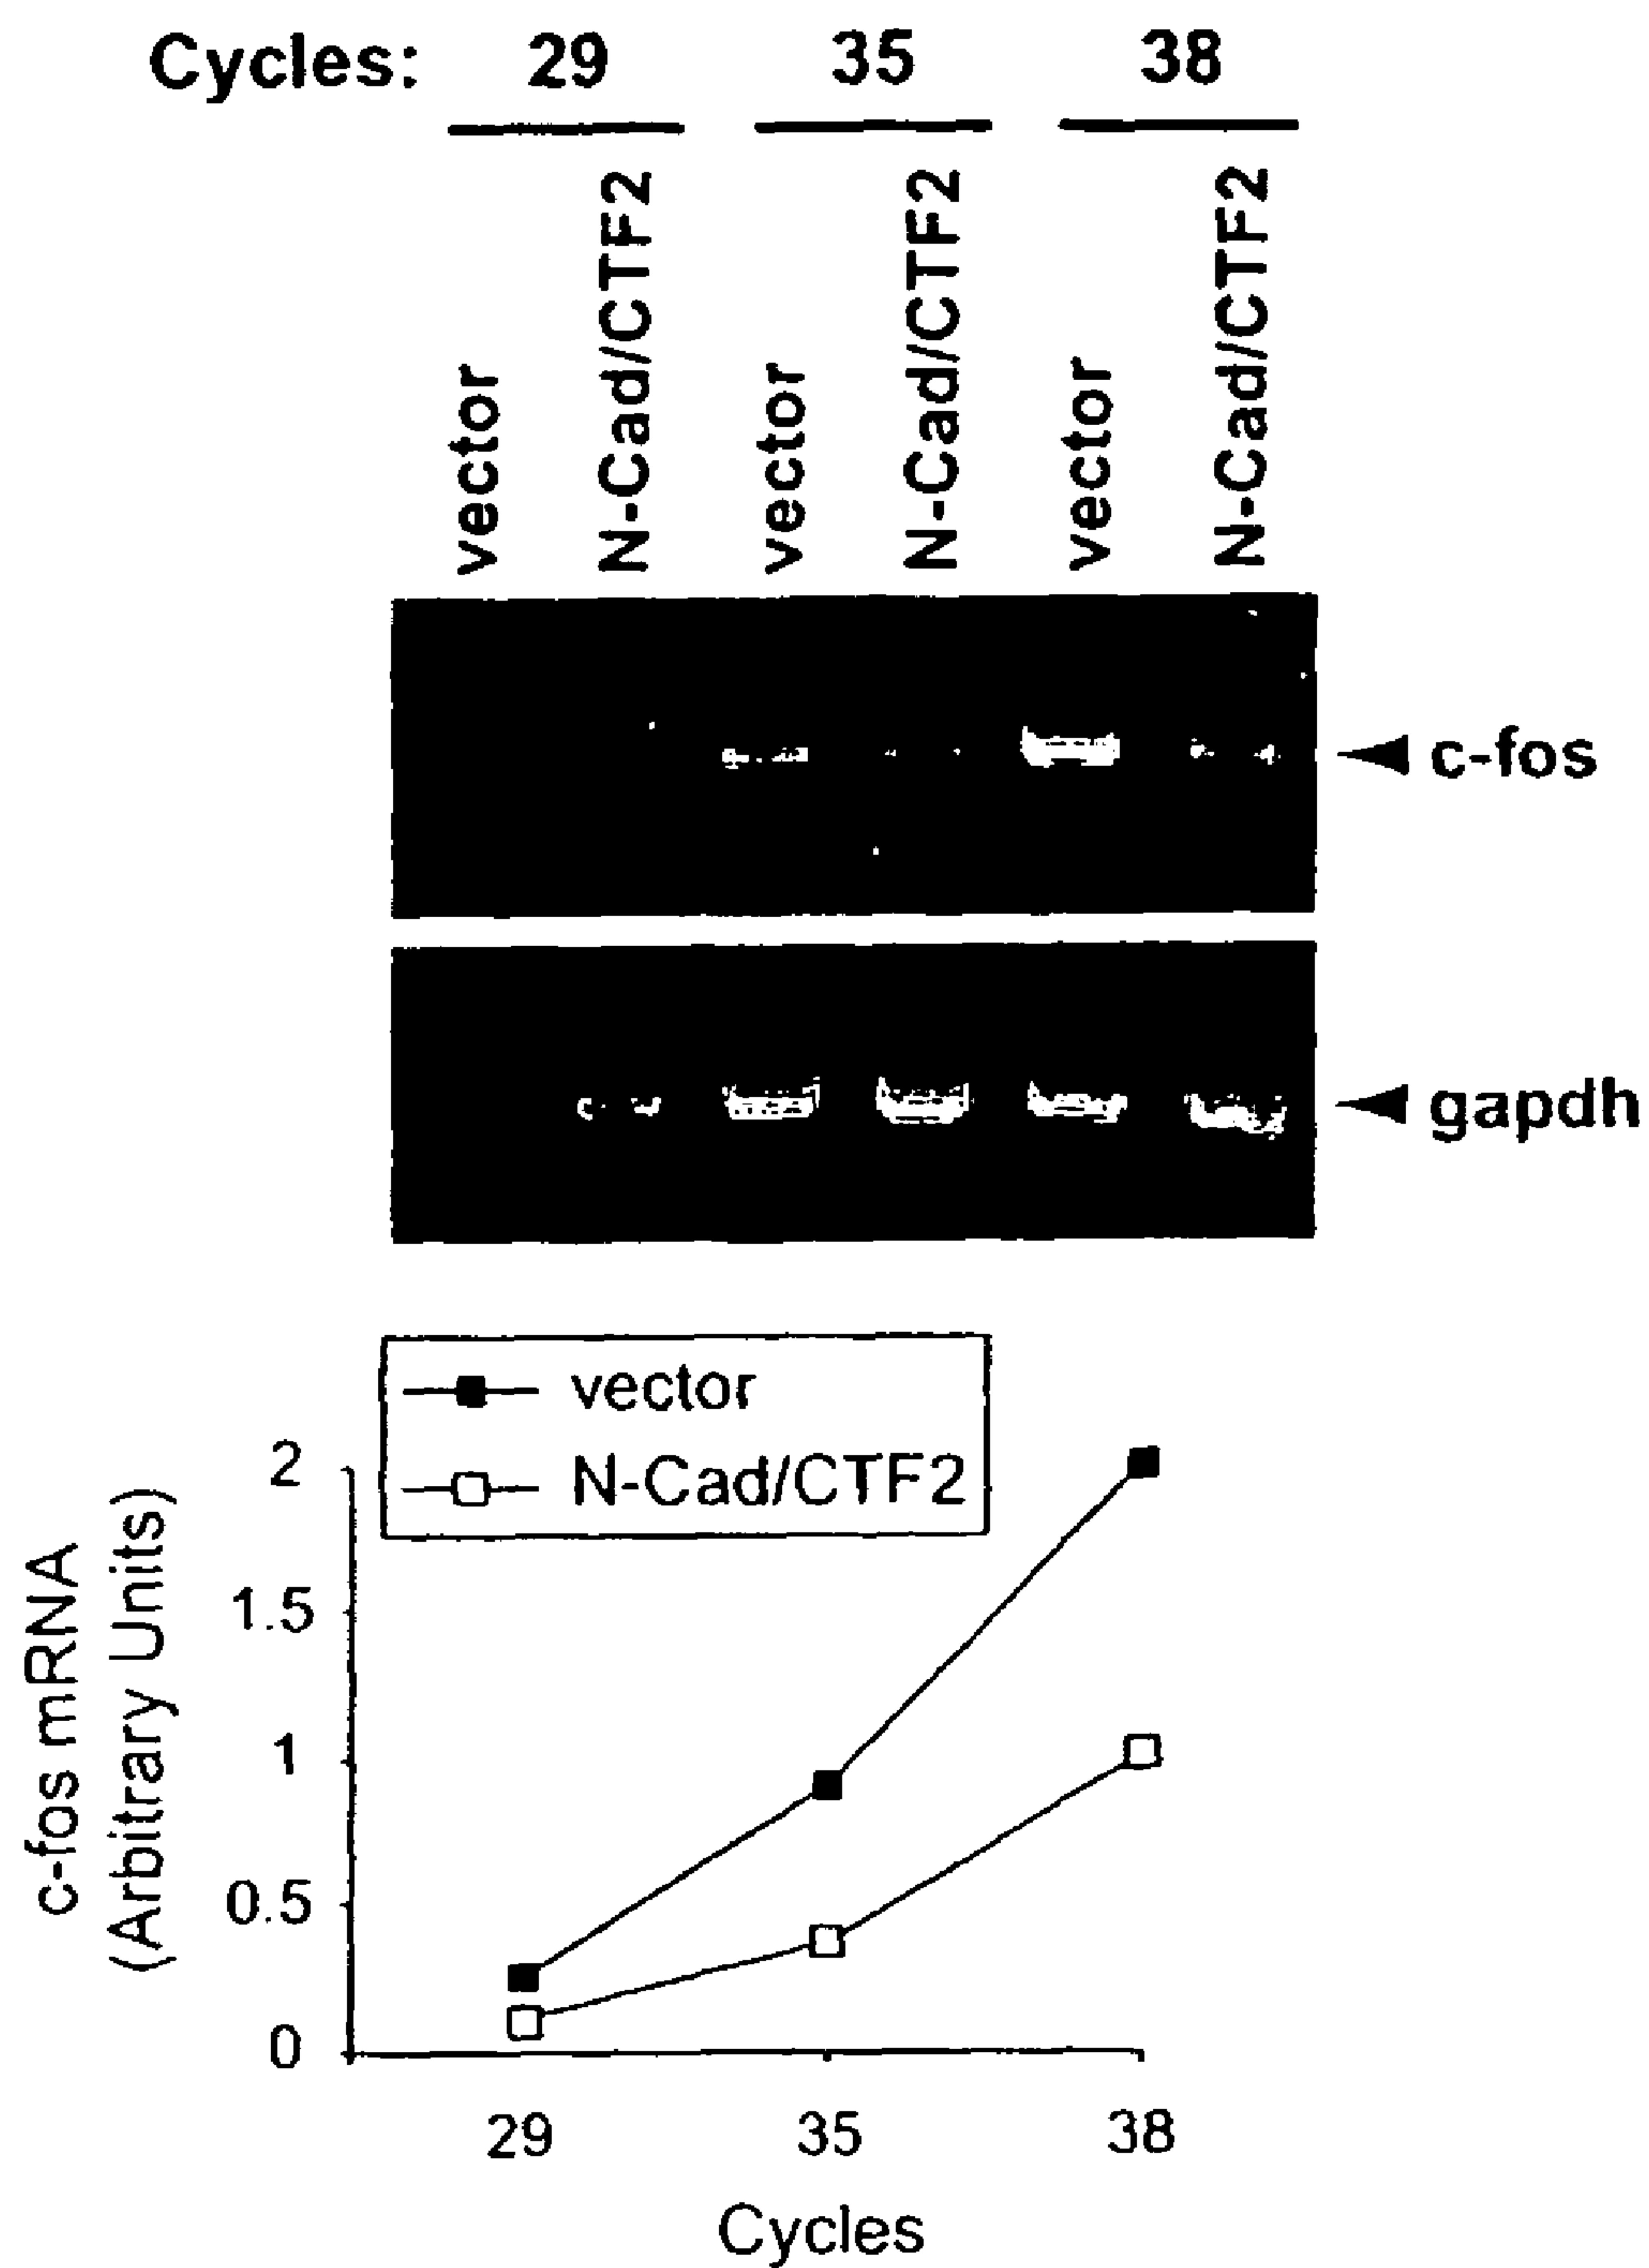 Cycles: 29 35 38
vector N-Cad/CTF2 vector N-Cad/CTF2 vector N-Cad/CTF2
c-fos
gapdh
vector
N-Cad/CTF2
c-fos mRNA
(Arbitrary Units)
2
1.5
1
0.5
0
29 35 38
Cycles